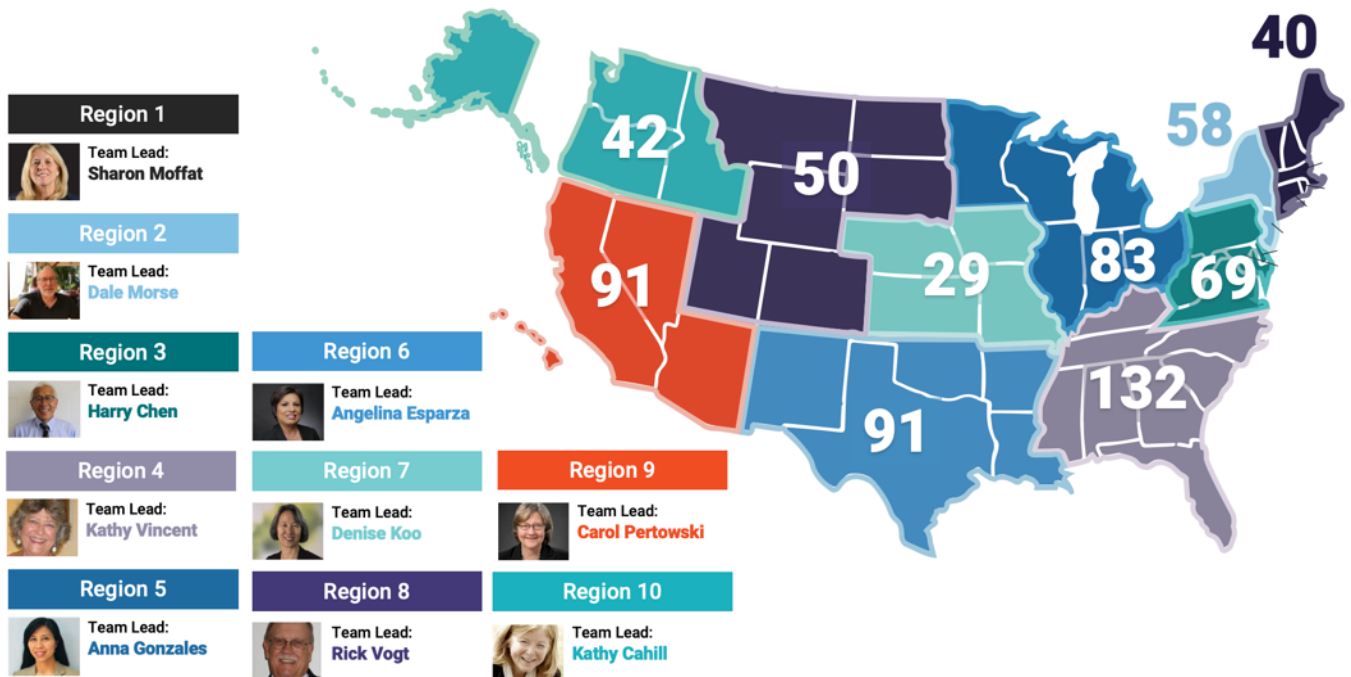 40
58
42
50
91
29
83
69
132
91
Region 1
Team Lead:
Sharon Moffat
Region 2
Team Lead:
Dale Morse
Region 3
Team Lead:
Harry Chen
Region 4
Team Lead:
Kathy Vincent
Region 5
Team Lead:
Anna Gonzales
Region 6
Team Lead:
Angelina Esparza
Region 7
Team Lead:
Denise Koo
Region 8
Team Lead:
Rick Vogt
Region 9
Team Lead:
Carol Pertowski
Region 10
Team Lead:
Kathy Cahill